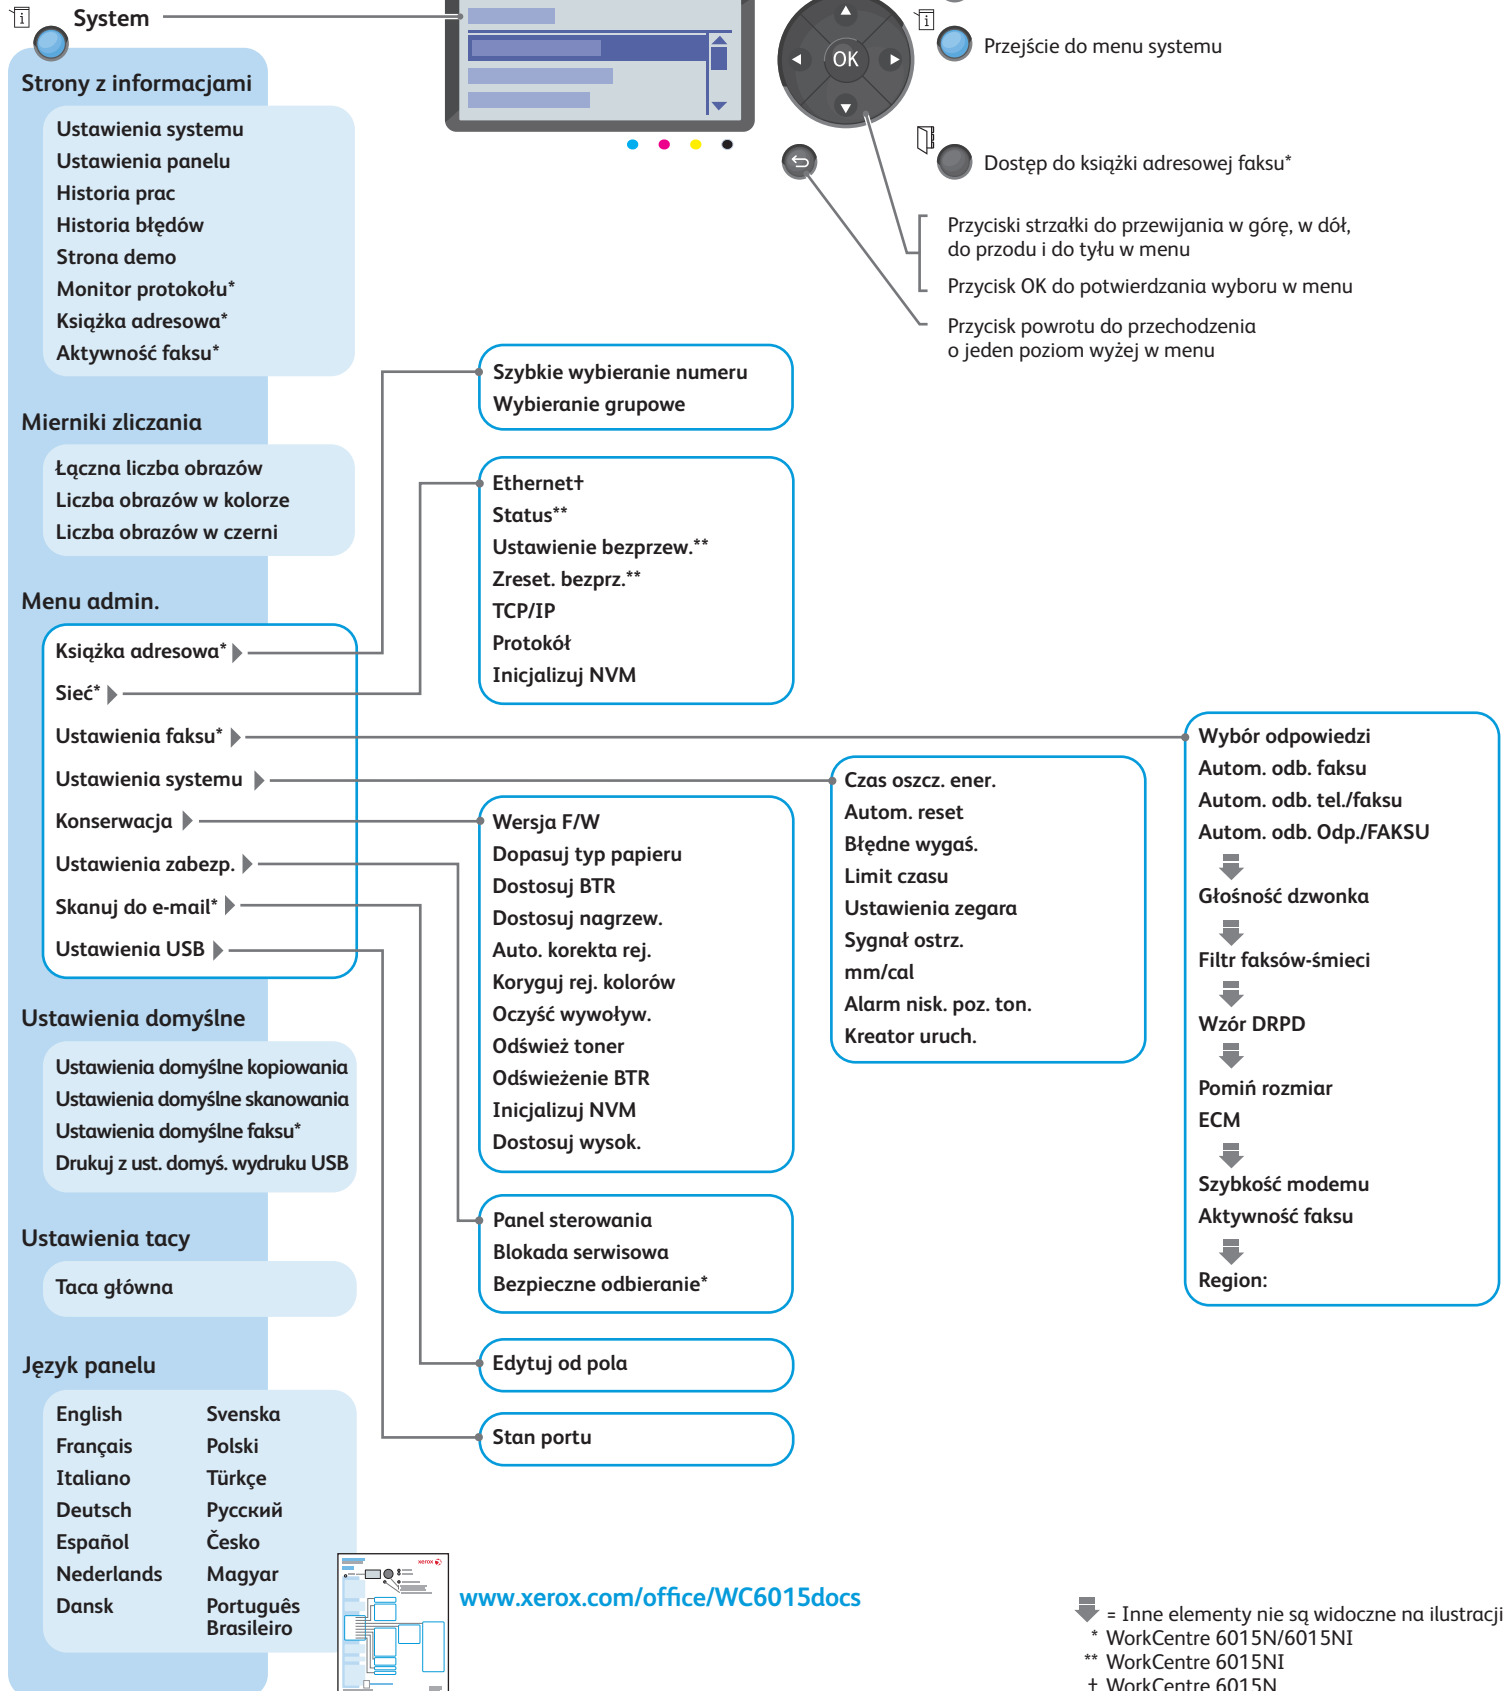 System
Strony z informacjami
Ustawienia systemu
Ustawienia panelu
Historia prac
Historia błędów
Strona demo
Monitor protokołu*
Książka adresowa*
Aktywność faksu*
Mierniki zliczania
Łączna liczba obrazów
Liczba obrazów w kolorze
Liczba obrazów w czerni
Menu admin.
Książka adresowa*
Sieć*
Ustawienia faksu*
Ustawienia systemu
Konserwacja
Ustawienia zabezp.
Skanuj do e-mail*
Ustawienia USB
Ustawienia domyślne
Ustawienia domyślne kopiowania
Ustawienia domyślne skanowania
Ustawienia domyślne faksu*
Drukuj z ust. domyś. wydruku USB
Ustawienia tacy
Taca główna
Język panelu
English
Français
Italiano
Deutsch
Español
Nederlands
Dansk
Svenska
Polski
Türkçe
Русский
Česko
Magyar
Português
Brasileiro
OK
Przejście do menu systemu
Dostęp do książki adresowej faksu*
Przyciski strzałki do przewijania w górę, w dół,
do przodu i do tyłu w menu
Przycisk OK do potwierdzania wyboru w menu
Przycisk powrotu do przechodzenia
o jeden poziom wyżej w menu
Szybkie wybieranie numeru
Wybieranie grupowe
Ethernet†
Status**
Ustawienie bezprzew.**
Zreset. bezprz.**
TCP/IP
Protokół
Inicjalizuj NVM
Wersja F/W
Dopasuj typ papieru
Dostosuj BTR
Dostosuj nagrzew.
Auto. korekta rej.
Koryguj rej. kolorów
Oczyść wywoływ.
Odśwież toner
Odświeżenie BTR
Inicjalizuj NVM
Dostosuj wysok.
Panel sterowania
Blokada serwisowa
Bezpieczne odbieranie*
Edytuj od pola
Stan portu
Czas oszcz. ener.
Autom. reset
Błędne wygaś.
Limit czasu
Ustawienia zegara
Sygnał ostrz.
mm/cal
Alarm nisk. poz. ton.
Kreator uruch.
Wybór odpowiedzi
Autom. odb. faksu
Autom. odb. tel./faksu
Autom. odb. Odp./FAKSU
Głośność dzwonka
Filtr faksów-śmieci
Wzór DRPD
Pomiń rozmiar
ECM
Szybkość modemu
Aktywność faksu
Region:
xerox
www.xerox.com/office/WC6015docs
= Inne elementy nie są widoczne na ilustracji
* WorkCentre 6015N/6015NI
** WorkCentre 6015NI
† WorkCentre 6015N